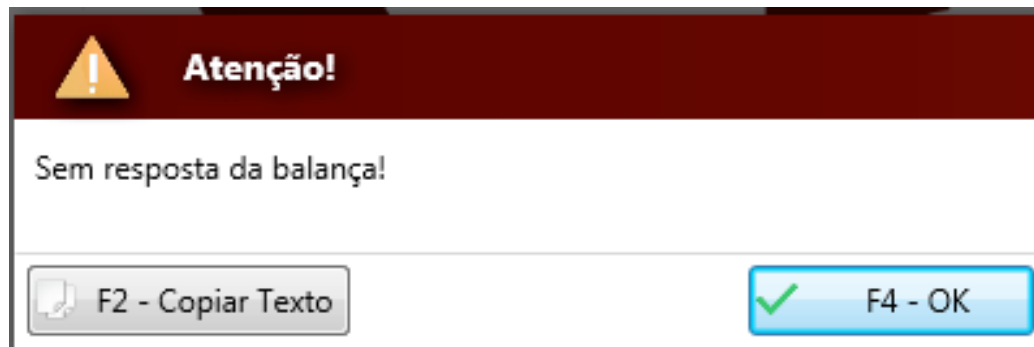 Atenção!
Sem resposta da balança!
F2 - Copiar Texto
F4 - OK